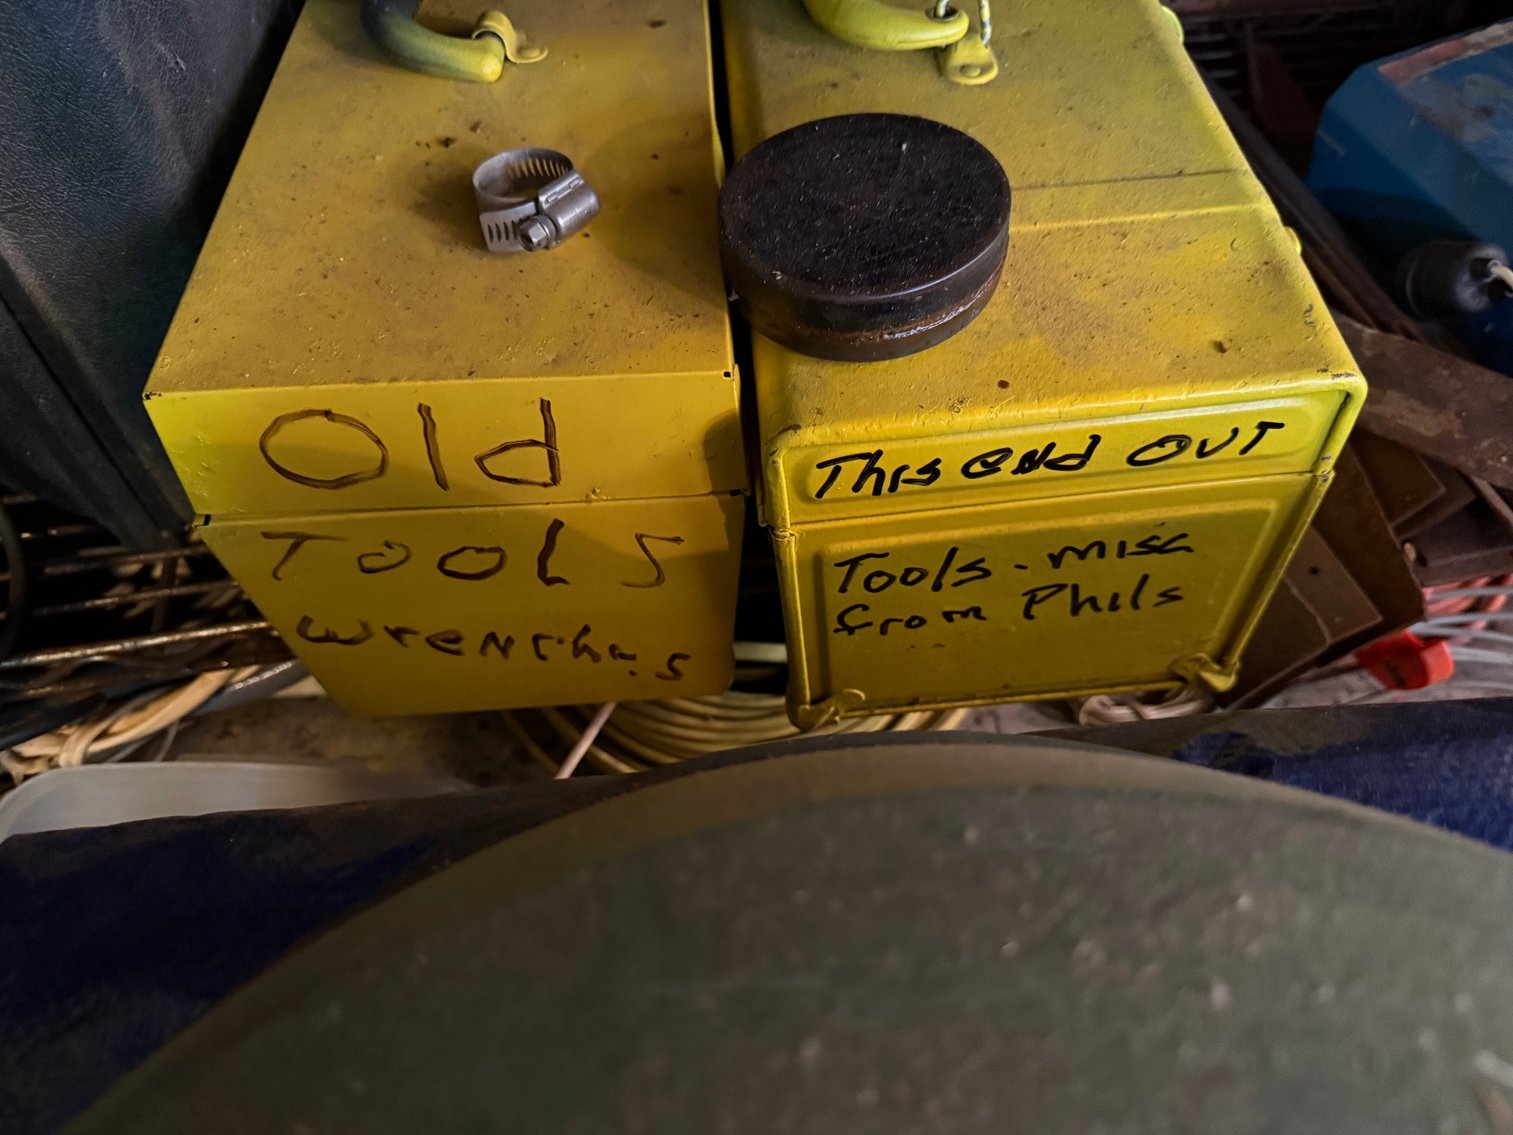 Old
Tools
wrenches
This end out
Tools. misc
from Phils